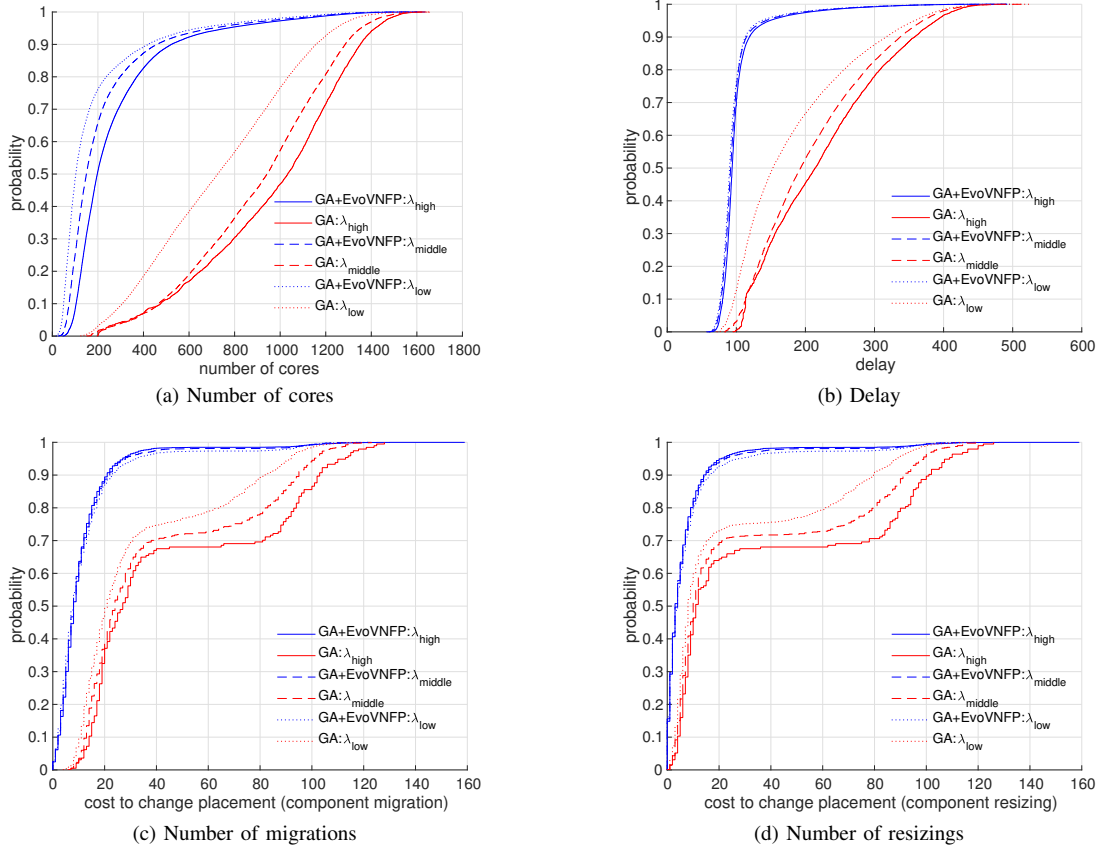 1
0.9
0.8
0.7
0.6
0.5
0.4
0.3
0.2
0.1
0
probability
GA+EvoVNFP:λhigh
GA:λhigh
GA+EvoVNFP:λmiddle
GA:λmiddle
GA+EvoVNFP:λlow
GA:λlow
0 200 400 600 800 1000 1200 1400 1600 1800
number of cores
(a) Number of cores
1
0.9
0.8
0.7
0.6
0.5
0.4
0.3
0.2
0.1
0
probability
GA+EvoVNFP:λhigh
GA:λhigh
GA+EvoVNFP:λmiddle
GA:λmiddle
GA+EvoVNFP:λlow
GA:λlow
0 100 200 300 400 500 600
delay
(b) Delay
1
0.9
0.8
0.7
0.6
0.5
0.4
0.3
0.2
0.1
0
probability
GA+EvoVNFP:λhigh
GA:λhigh
GA+EvoVNFP:λmiddle
GA:λmiddle
GA+EvoVNFP:λlow
GA:λlow
0 20 40 60 80 100 120 140 160
cost to change placement (component migration)
(c) Number of migrations
1
0.9
0.8
0.7
0.6
0.5
0.4
0.3
0.2
0.1
0
probability
GA+EvoVNFP:λhigh
GA:λhigh
GA+EvoVNFP:λmiddle
GA:λmiddle
GA+EvoVNFP:λlow
GA:λlow
0 20 40 60 80 100 120 140 160
cost to change placement (component resizing)
(d) Number of resizings